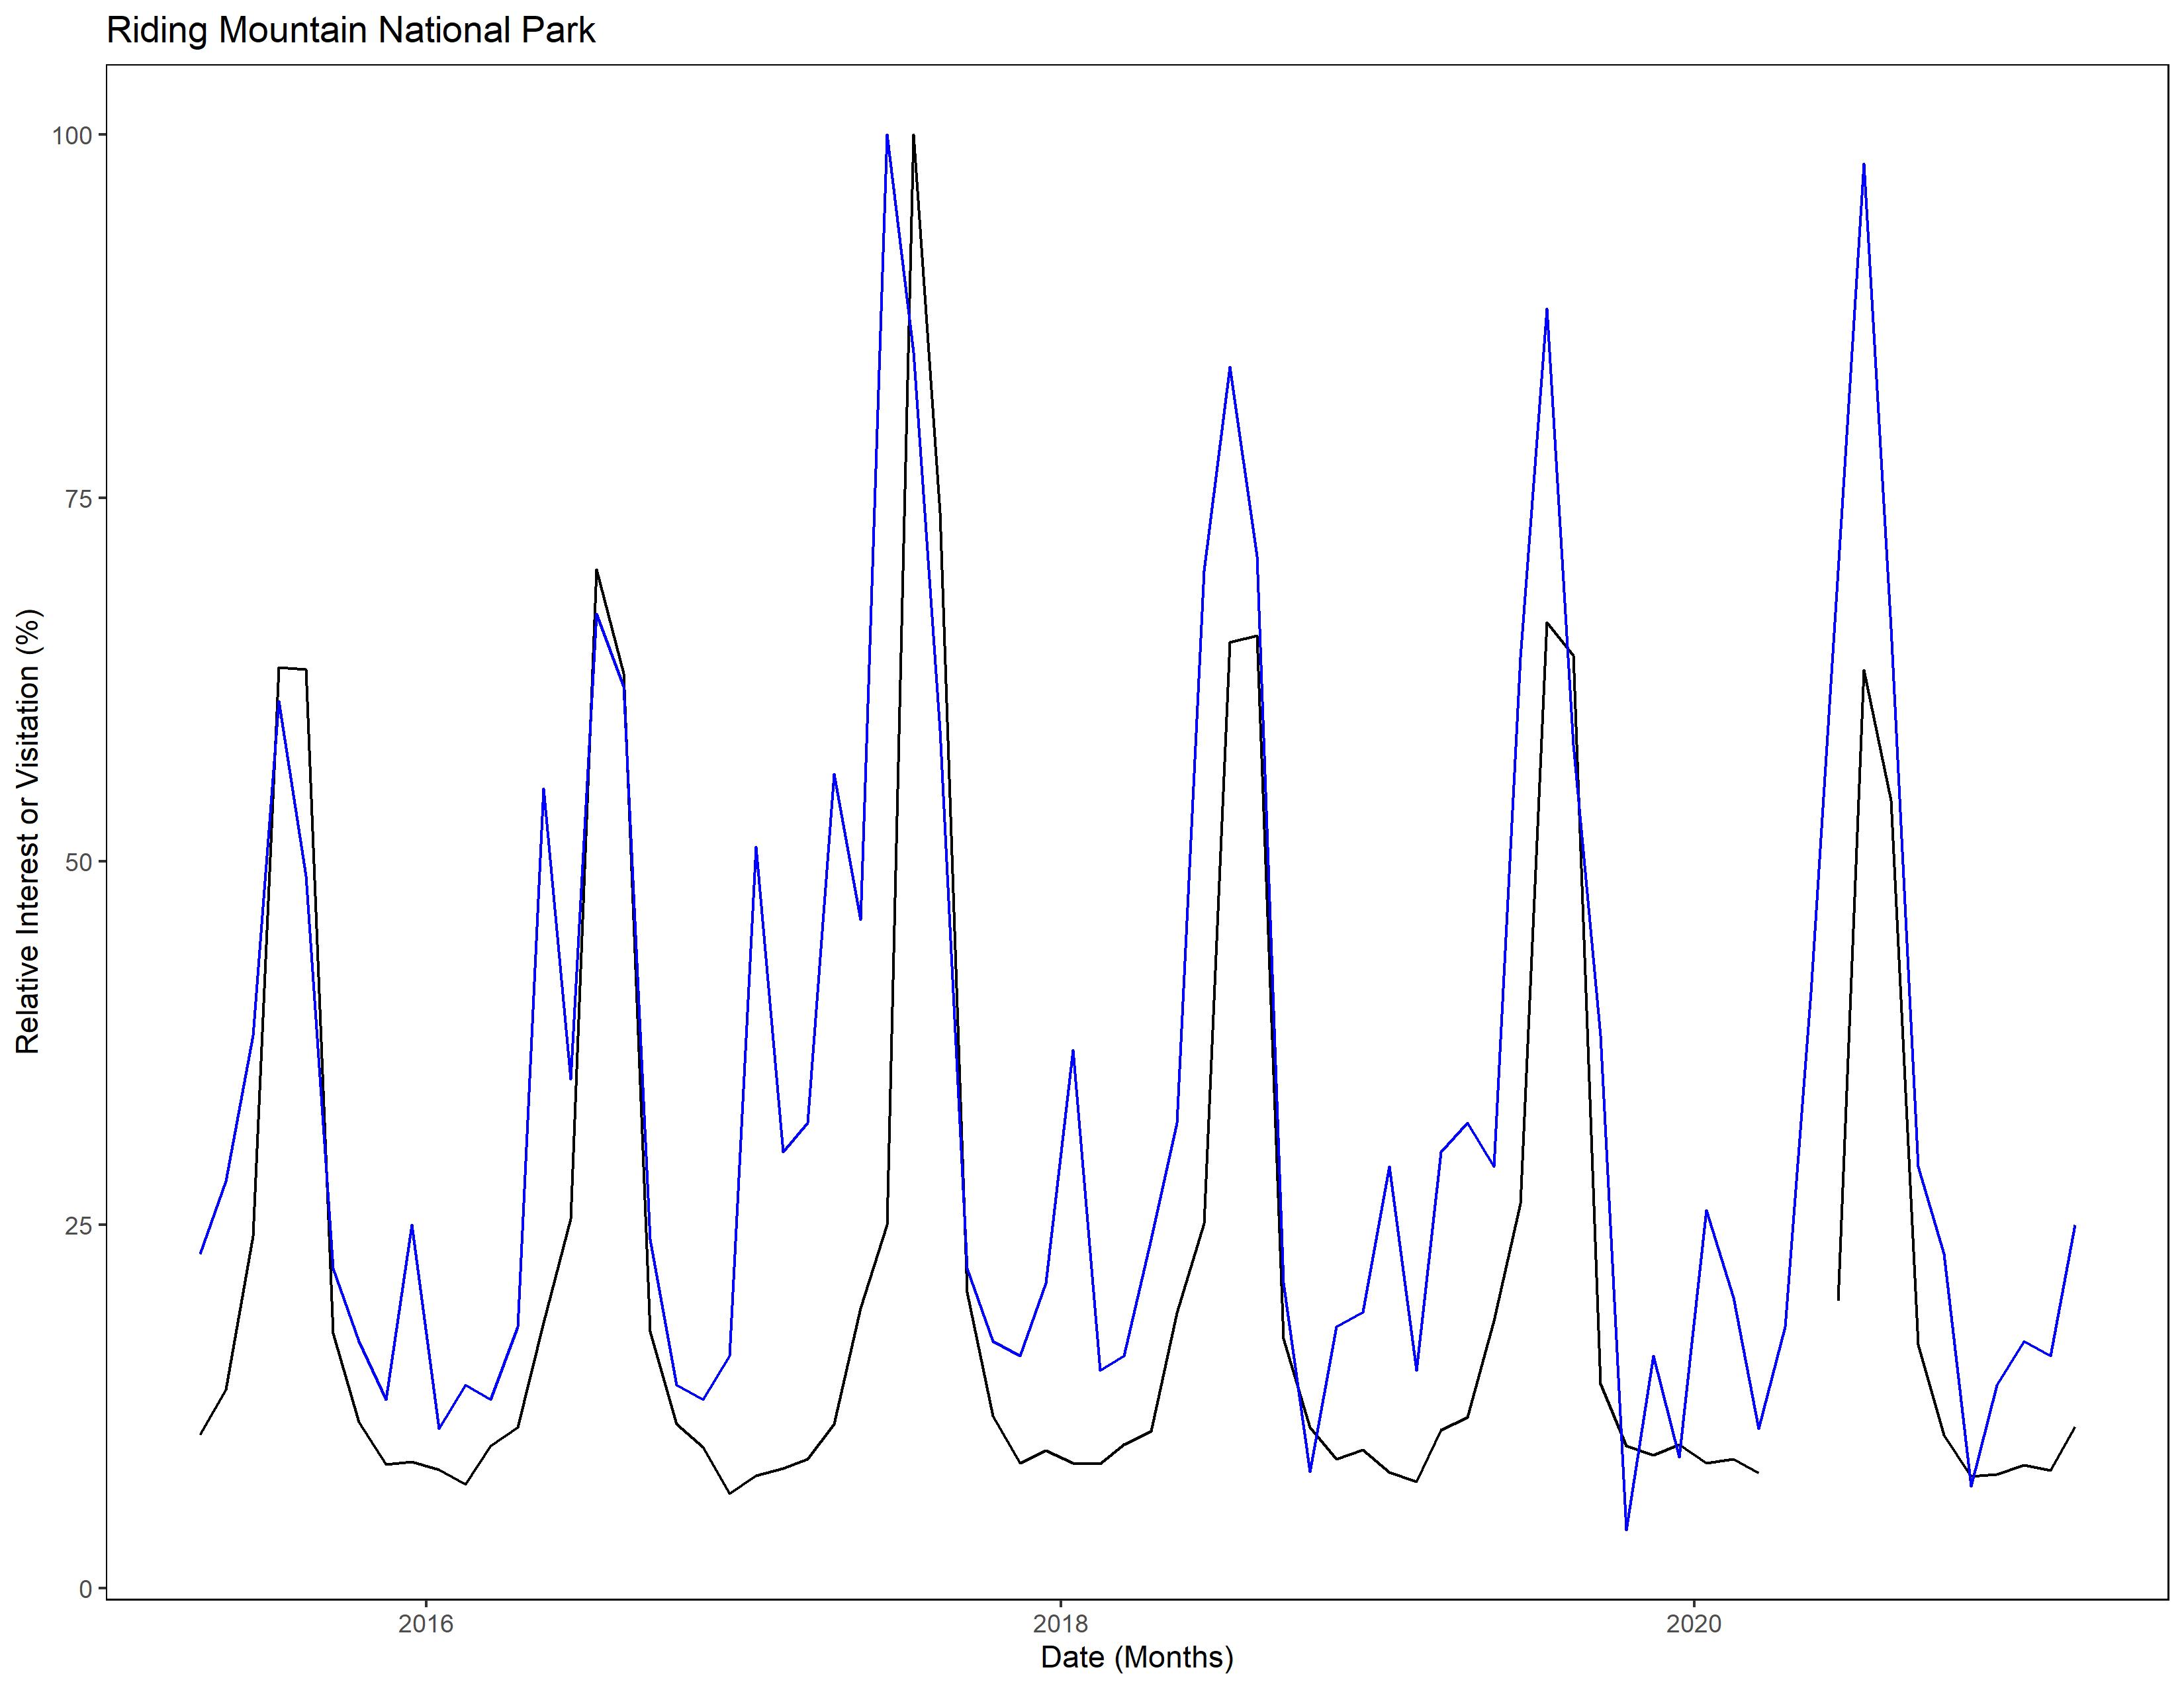 Riding Mountain National Park
Relative Interest or Visitation (%)
100
75
50
25
0
2016
2018
2020
Date (Months)